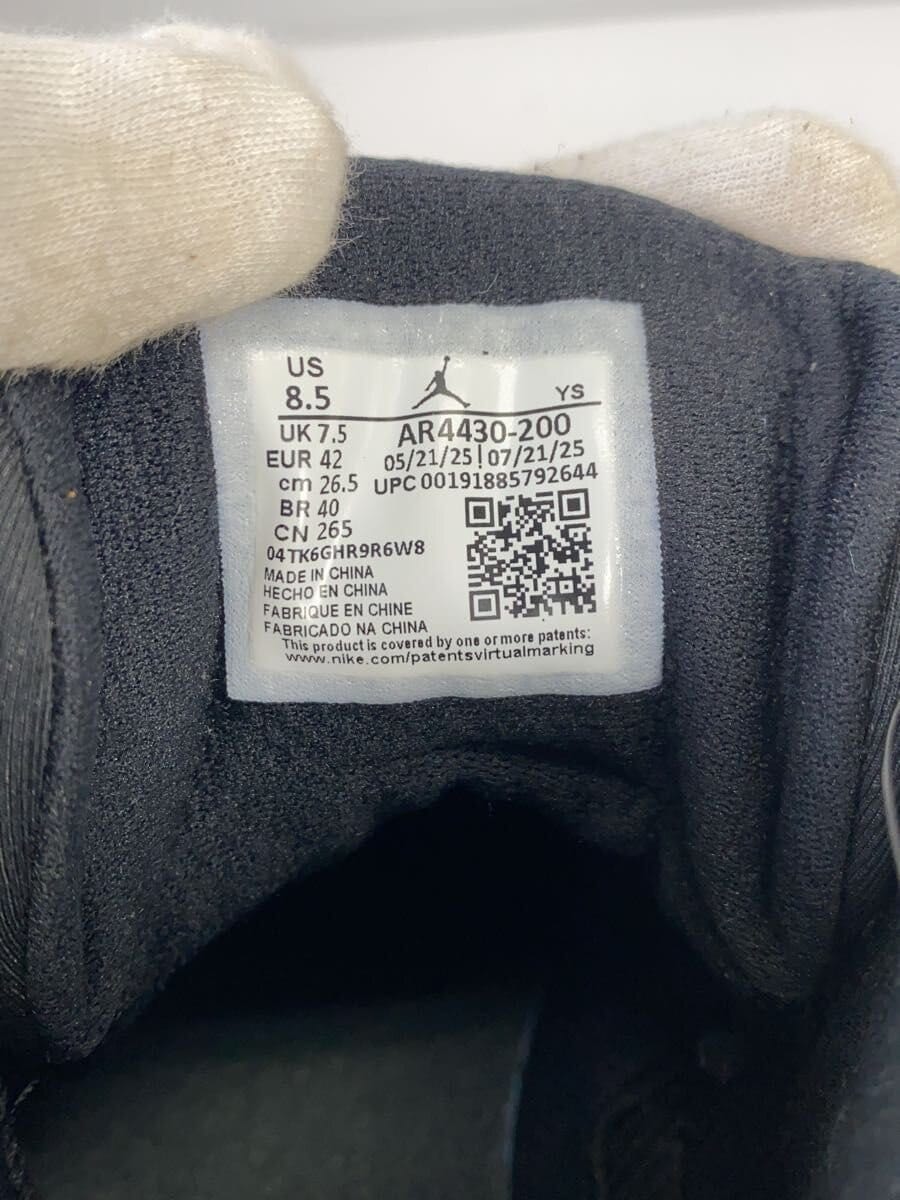 US
8.5
YS
UK 7.5
AR4430-200
EUR 42
05/21/25|07/21/25
cm 26.5
UPC 00191885792644
BR 40
CN 265
04TK6GHR9R6W8
MADE IN CHINA
HECHO EN CHINA
FABRIQUE EN CHINE
FABRICADO NA CHINA
This product is covered by one or more patents:
www.nike.com/patentsvirtualmarking